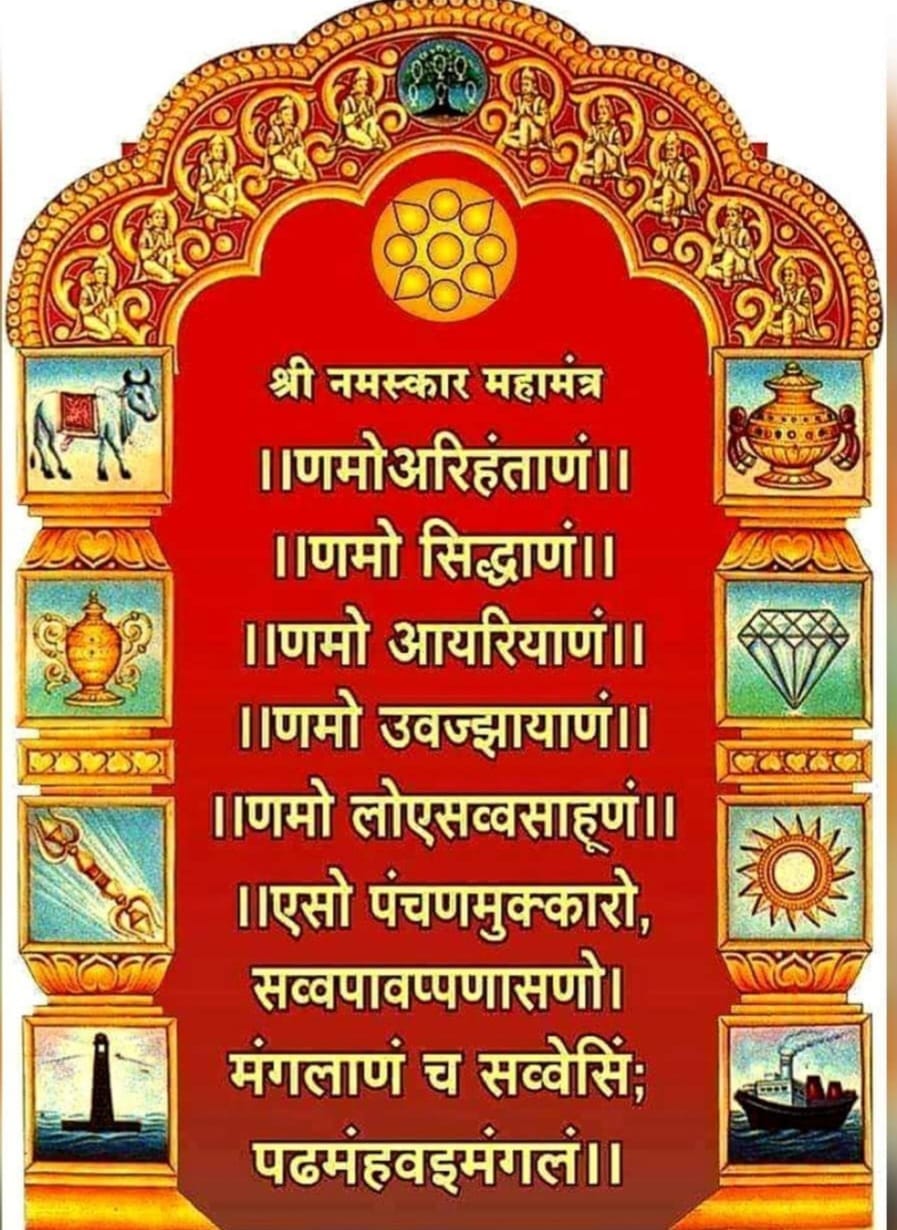 श्री नमस्कार महामंत्र
।।णमोअरिहंताणं।।
।।णमो सिद्धाणं।।
।।णमो आयरियाणं।।
।।णमो उवज्झायाणं।।
।।णमो लोएसव्वसाहूणं।।
।।एसो पंचणमुक्कारो,
सव्वपावप्पणासणो।
मंगलाणं च सव्वेसिं;
पढमंहवइमंगलं।।